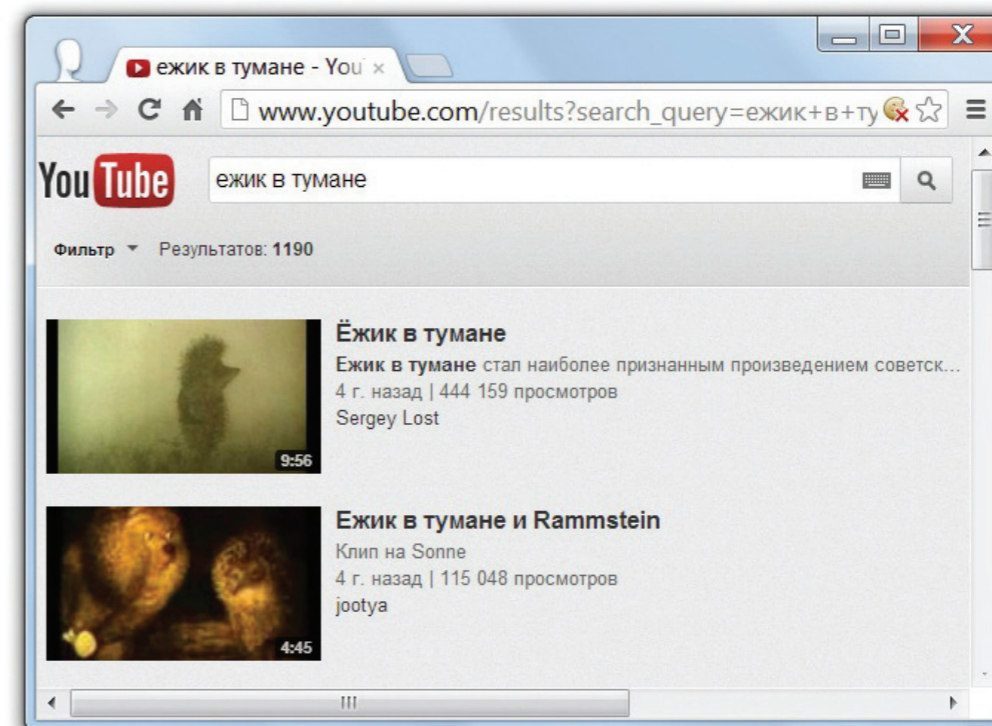 ежик в тумане - You
www.youtube.com/results?search_query=ежик+в+ту
YouTube
ежик в тумане
Фильтр Результатов: 1190
Ёжик в тумане
Ежик в тумане стал наиболее признанным произведением советск...
4 г. назад | 444 159 просмотров
Sergey Lost
9:56
Ежик в тумане и Rammstein
Клип на Sonne
4 г. назад | 115 048 просмотров
jootya
4:45